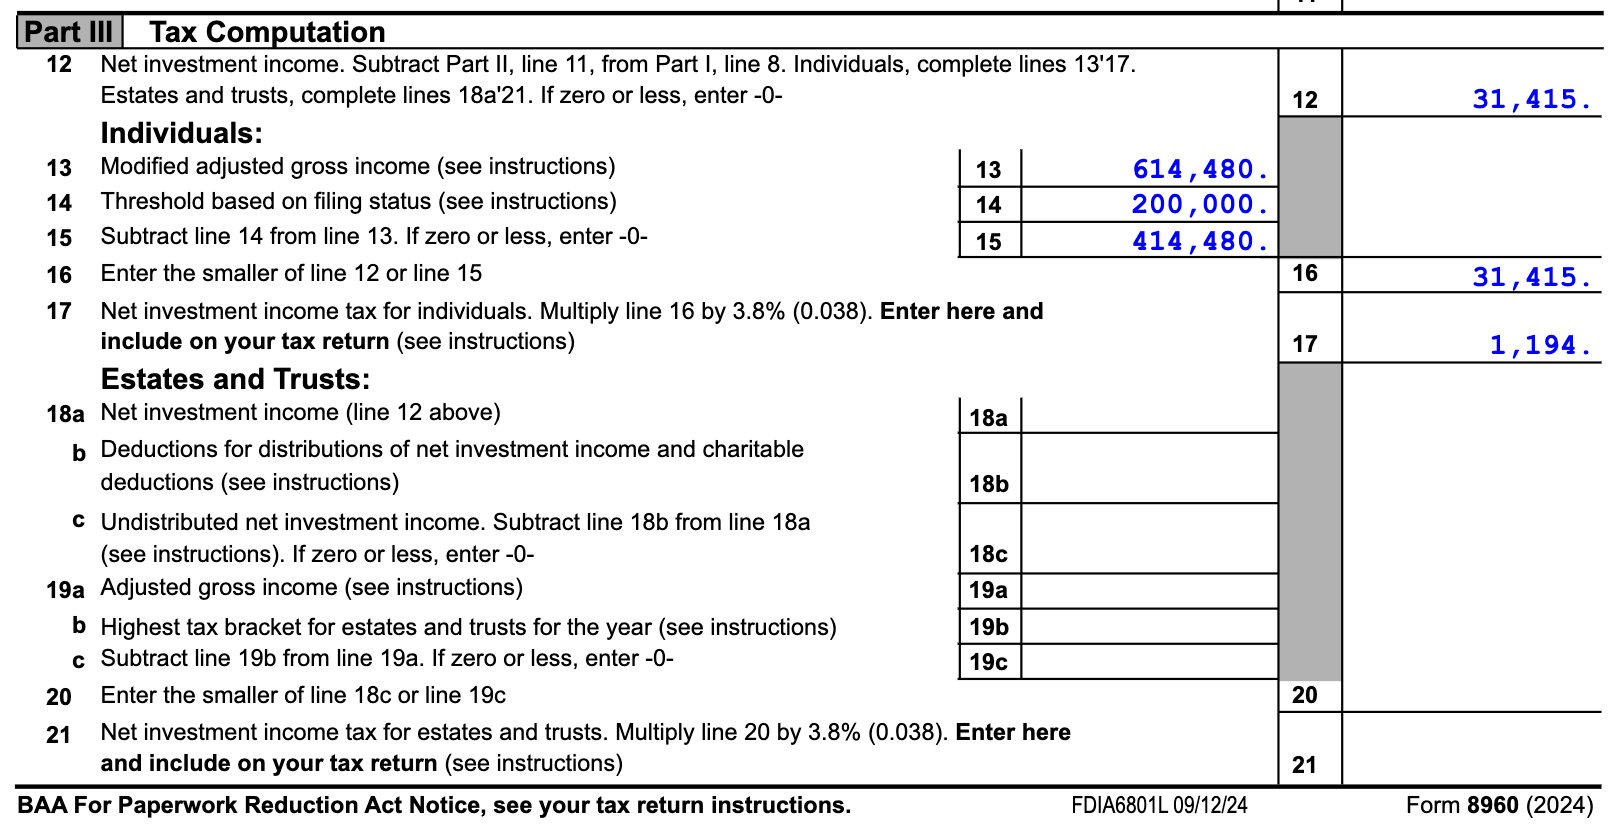 Part III Tax Computation
12 Net investment income. Subtract Part II, line 11, from Part I, line 8. Individuals, complete lines 13'17.
Estates and trusts, complete lines 18a'21. If zero or less, enter -0- 12 31,415.
Individuals:
13 Modified adjusted gross income (see instructions) 13 614,480.
14 Threshold based on filing status (see instructions) 14 200,000.
15 Subtract line 14 from line 13. If zero or less, enter -0- 15 414,480.
16 Enter the smaller of line 12 or line 15 16 31,415.
17 Net investment income tax for individuals. Multiply line 16 by 3.8% (0.038). Enter here and
include on your tax return (see instructions) 17 1,194.
Estates and Trusts:
18a Net investment income (line 12 above) 18a
b Deductions for distributions of net investment income and charitable
deductions (see instructions) 18b
c Undistributed net investment income. Subtract line 18b from line 18a
(see instructions). If zero or less, enter -0- 18c
19a Adjusted gross income (see instructions) 19a
b Highest tax bracket for estates and trusts for the year (see instructions) 19b
c Subtract line 19b from line 19a. If zero or less, enter -0- 19c
20 Enter the smaller of line 18c or line 19c 20
21 Net investment income tax for estates and trusts. Multiply line 20 by 3.8% (0.038). Enter here
and include on your tax return (see instructions) 21
BAA For Paperwork Reduction Act Notice, see your tax return instructions. FDIA6801L 09/12/24 Form 8960 (2024)